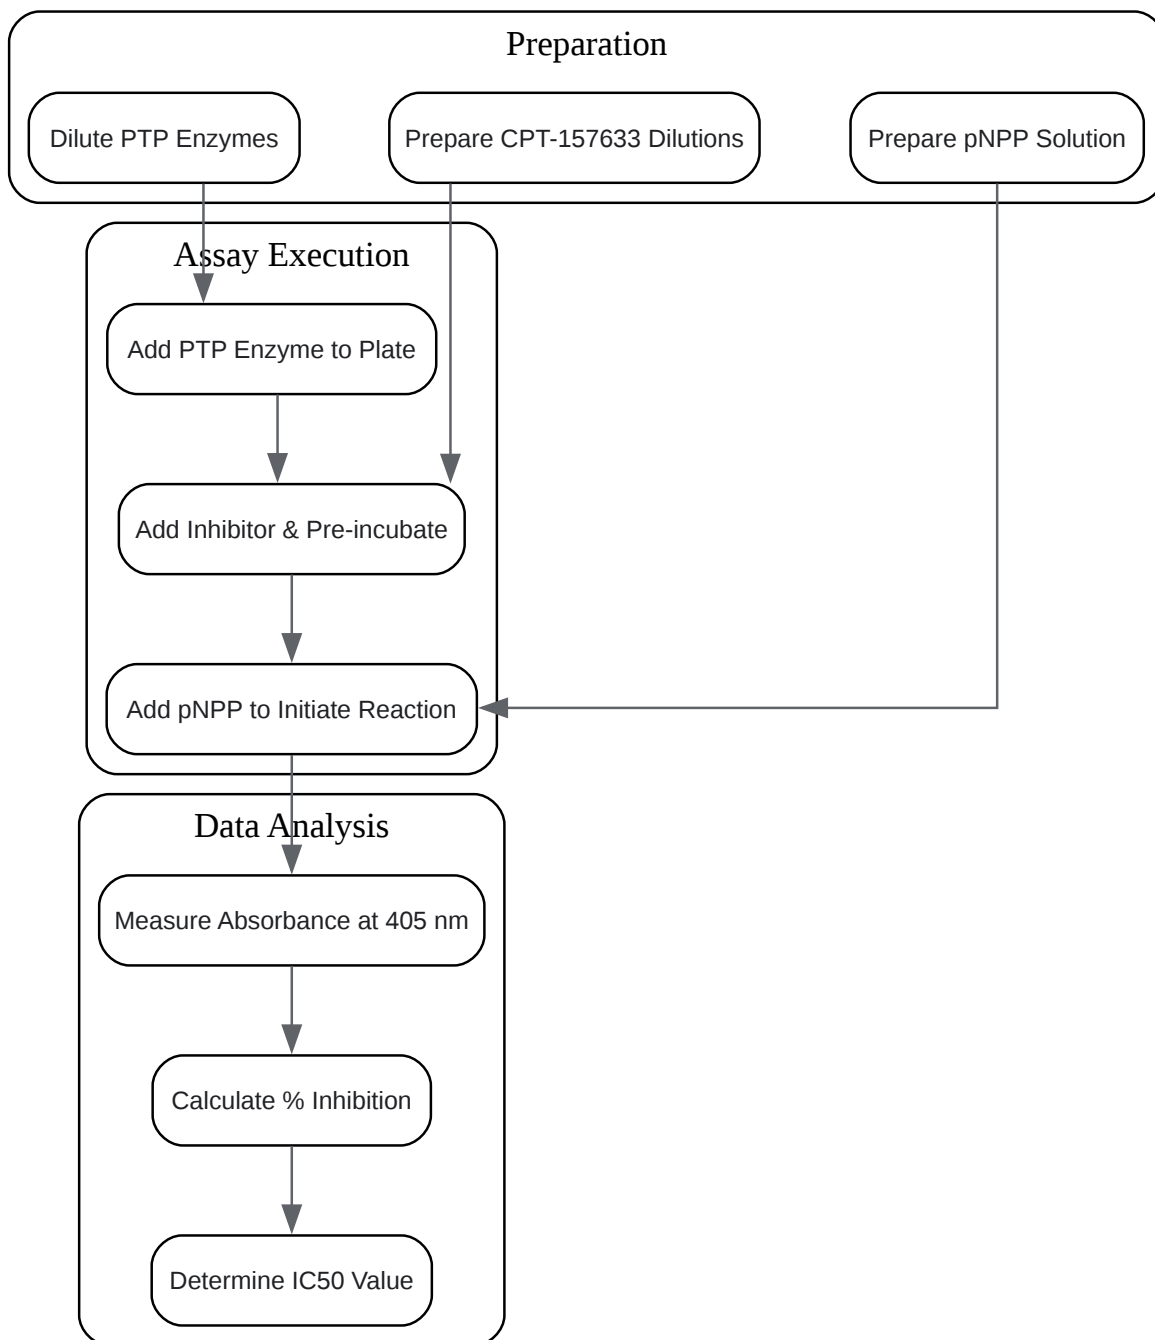 Preparation
Dilute PTP Enzymes
Prepare CPT-157633 Dilutions
Prepare pNPP Solution
Assay Execution
Add PTP Enzyme to Plate
Add Inhibitor & Pre-incubate
Add pNPP to Initiate Reaction
Data Analysis
Measure Absorbance at 405 nm
Calculate % Inhibition
Determine IC50 Value